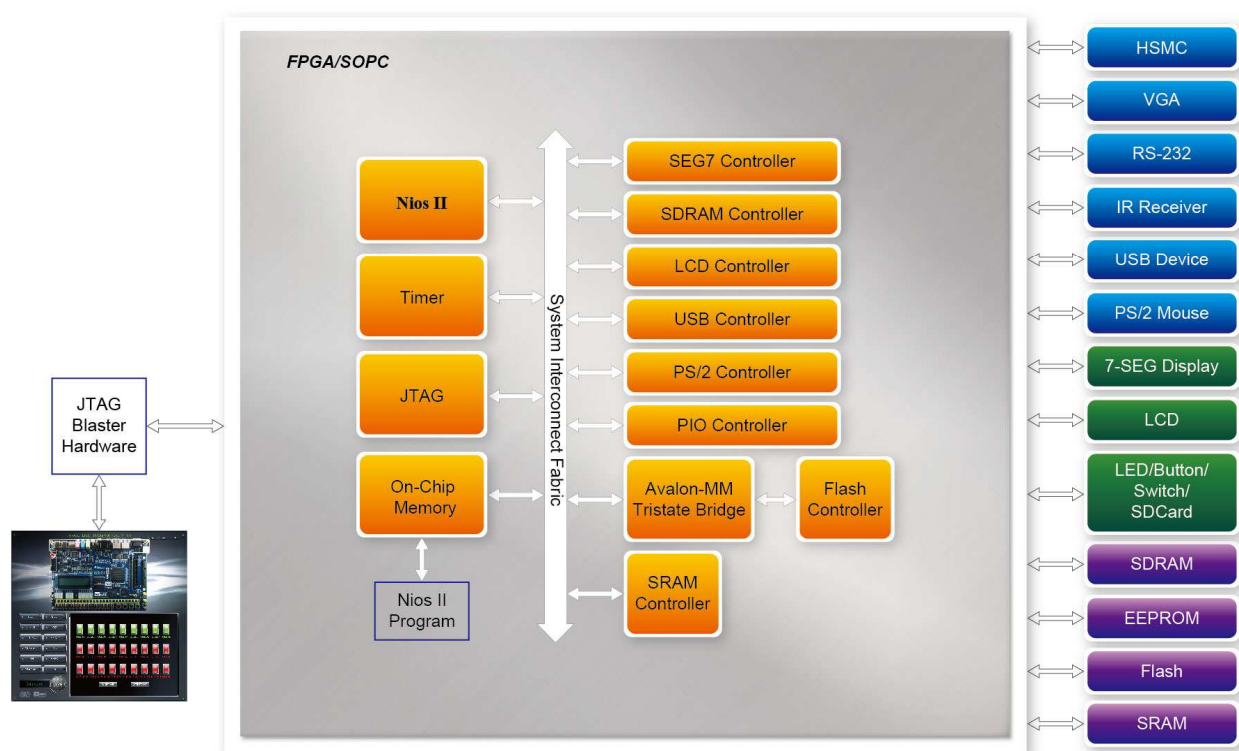 FPGA/SOPC
Nios II
Timer
JTAG
On-Chip
Memory
Nios II
Program
System Interconnect Fabric
SEG7 Controller
SDRAM Controller
LCD Controller
USB Controller
PS/2 Controller
PIO Controller
Avalon-MM
Tristate Bridge
Flash
Controller
SRAM
Controller
JTAG
Blaster
Hardware
HSMC
VGA
RS-232
IR Receiver
USB Device
PS/2 Mouse
7-SEG Display
LCD
LED/Button/
Switch/
SDCard
SDRAM
EEPROM
Flash
SRAM